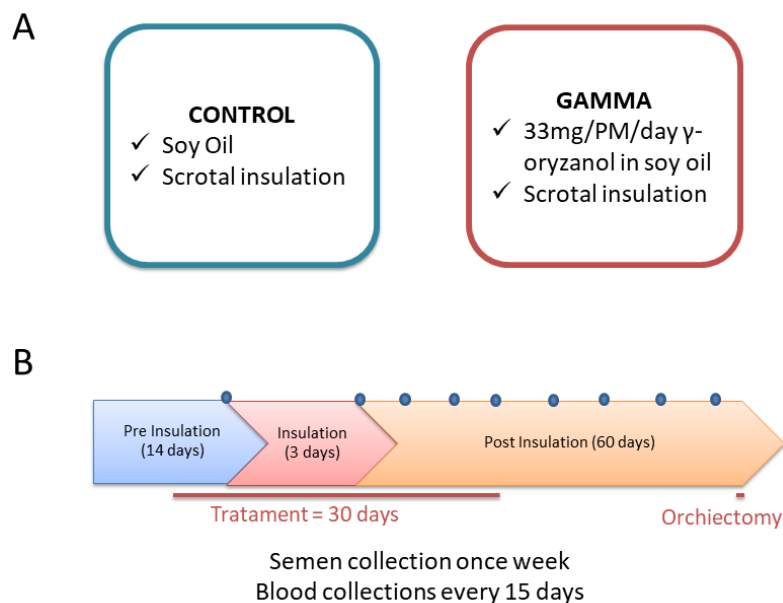 A
CONTROL
✓ Soy Oil
✓ Scrotal insulation
GAMMA
✓ 33mg/PM/day γ-
oryzanol in soy oil
✓ Scrotal insulation
B
Pre Insulation
(14 days)
Insulation
(3 days)
Post Insulation (60 days)
Tratament = 30 days
Orchiectomy
Semen collection once week
Blood collections every 15 days